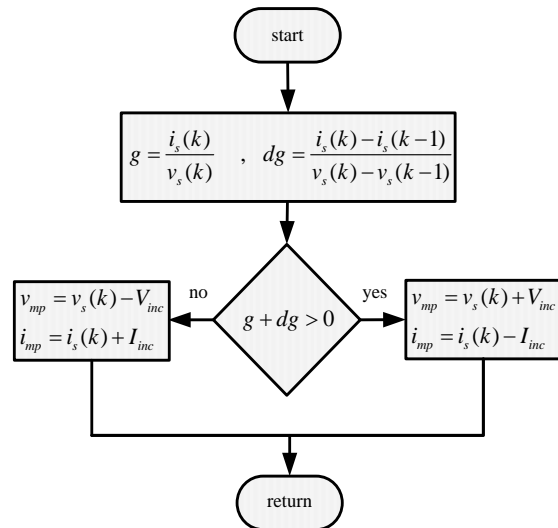 start
g = i_s(k) / v_s(k) , dg = (i_s(k) − i_s(k−1)) / (v_s(k) − v_s(k−1))
no
yes
v_mp = v_s(k) − V_inc
i_mp = i_s(k) + I_inc
g + dg > 0
v_mp = v_s(k) + V_inc
i_mp = i_s(k) − I_inc
return